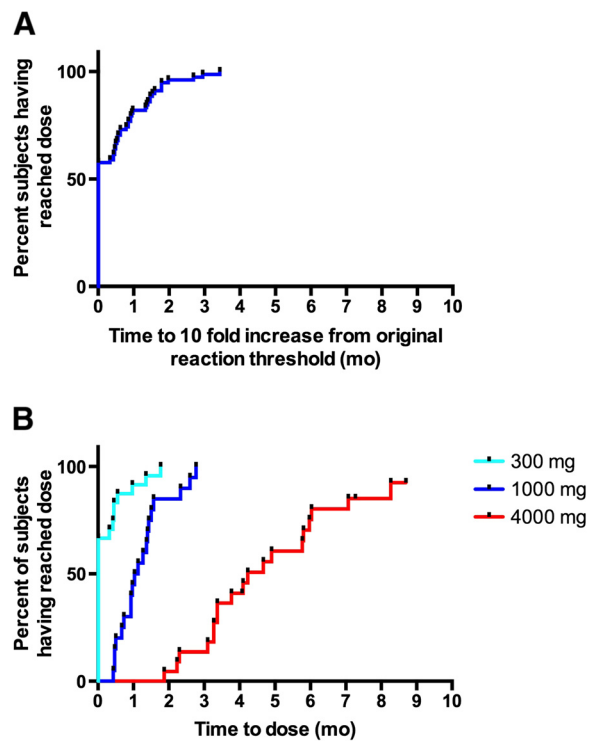 A
Percent subjects having
reached dose
100
50
0
0 1 2 3 4 5 6 7 8 9 10
Time to 10 fold increase from original
reaction threshold (mo)
B
Percent of subjects
having reached dose
100
50
0
0 1 2 3 4 5 6 7 8 9 10
Time to dose (mo)
300 mg
1000 mg
4000 mg